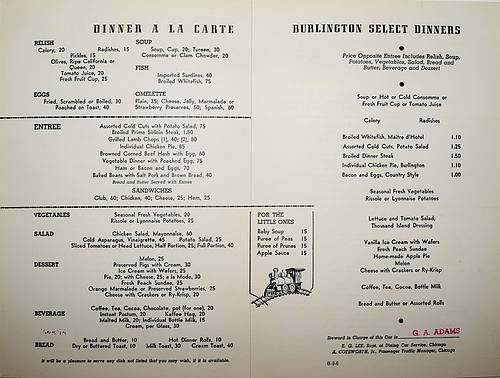 DINNER A LA CARTE
RELISH
Celery, 20 Radishes, 15
Pickles, 15
Olives, Ripe California or
Queen, 20
Tomato Juice, 20
Fresh Fruit Cup, 25
SOUP
Soup, Cup, 20; Tureen, 30
Consomme or Clam Chowder, 20
FISH
Imported Sardines, 40
Broiled Whitefish, 75
EGGS
Fried, Scrambled or Boiled, 30
Poached on Toast, 40
OMELETTE
Plain, 35; Cheese, Jelly, Marmalade or
Strawberry Preserves, 50; Spanish, 60
ENTREE
Assorted Cold Cuts with Potato Salad, 75
Broiled Prime Sirloin Steak, 1.50
Grilled Lamb Chops (1), 40; (2), 80
Individual Chicken Pie, 85
Browned Corned Beef Hash with Egg, 60
Vegetable Dinner with Poached Egg, 75
Ham or Bacon and Eggs, 70
Baked Beans with Salt Pork and Brown Bread, 40
Bread and Butter Served with Entree
SANDWICHES
Club, 60; Chicken, 40; Cheese, 25; Ham, 25
VEGETABLES
Seasonal Fresh Vegetables, 20
Rissole or Lyonnaise Potatoes, 25
SALAD
Chicken Salad, Mayonnaise, 60
Cold Asparagus, Vinaigrette, 45 Potato Salad, 25
Sliced Tomatoes or Head Lettuce, Half Portion, 25; Full Portion, 40
DESSERT
Melon, 25
Preserved Figs with Cream, 30
Ice Cream with Wafers, 25
Pie, 20; with Cheese, 25; a la Mode, 30
Fresh Peach Sundae, 25
Orange Marmalade or Preserved Strawberries, 25
Cheese with Crackers or Ry-Krisp, 25
BEVERAGE
Coffee, Tea, Cocoa, Chocolate, pot (for one), 20
Instant Postum, 20 Kaffee Hag, 20
Malted Milk, 20; Individual Bottle Milk, 15
Cream, per Glass, 30
BREAD
Bread and Butter, 10 Hot Dinner Rolls, 10
Dry or Buttered Toast, 10 Milk Toast, 30 Cream Toast, 40
It will be a pleasure to serve any dish not listed that you may wish, if it is available.
FOR THE
LITTLE ONES
Baby Soup 15
Puree of Peas 15
Puree of Prunes 15
Apple Sauce 15
BURLINGTON SELECT DINNERS
Price Opposite Entree Includes Relish, Soup,
Potatoes, Vegetables, Salad, Bread and
Butter, Beverage and Dessert
Soup or Hot or Cold Consomme or
Fresh Fruit Cup or Tomato Juice
Celery Radishes
Broiled Whitefish, Maitre d'Hotel 1.10
Assorted Cold Cuts, Potato Salad 1.25
Broiled Dinner Steak 1.50
Individual Chicken Pie, Burlington 1.10
Bacon and Eggs, Country Style 1.00
Seasonal Fresh Vegetables
Rissole or Lyonnaise Potatoes
Lettuce and Tomato Salad,
Thousand Island Dressing
Vanilla Ice Cream with Wafers
Fresh Peach Sundae
Home-made Apple Pie
Melon
Cheese with Crackers or Ry-Krisp
Coffee, Tea, Cocoa, Bottle Milk
Bread and Butter or Assorted Rolls
Steward in Charge of this Car is G. A. ADAMS
E. G. LEE, Supt. of Dining Car Service, Chicago
A. COTSWORTH, Jr., Passenger Traffic Manager, Chicago